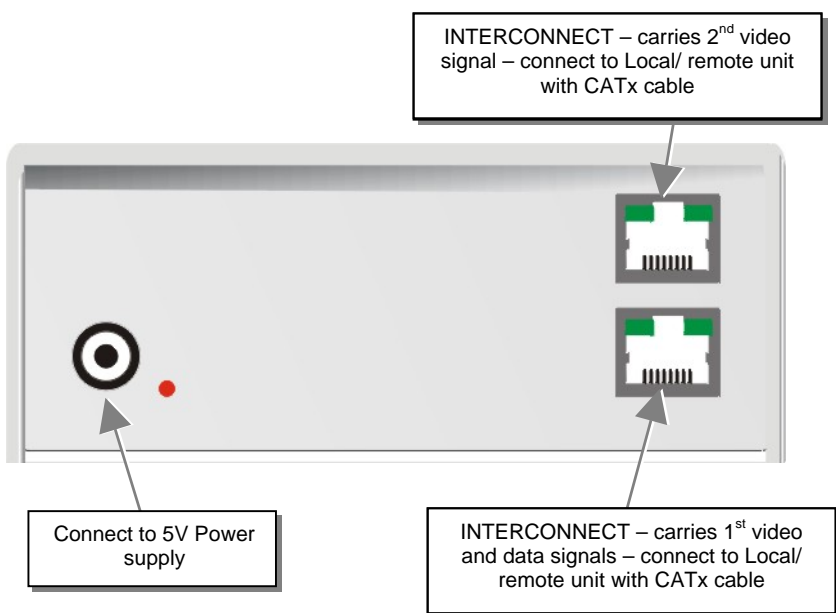 INTERCONNECT – carries 2nd video
signal – connect to Local/ remote unit
with CATx cable
Connect to 5V Power
supply
INTERCONNECT – carries 1st video
and data signals – connect to Local/
remote unit with CATx cable